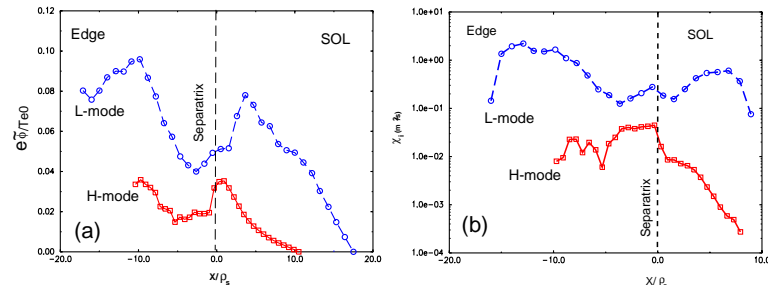 0.12
0.10
0.08
0.06
0.04
0.02
0.00
eϕ̃/Te0
Edge
SOL
L-mode
H-mode
Separatrix
(a)
-20.0 -10.0 0.0 10.0 20.0
x/ρs
1.0e+01
1.0e+00
1.0e-01
1.0e-02
1.0e-03
1.0e-04
Edge
SOL
L-mode
H-mode
Separatrix
(b)
-20.0 -10.0 0.0 10.0
X/ρ